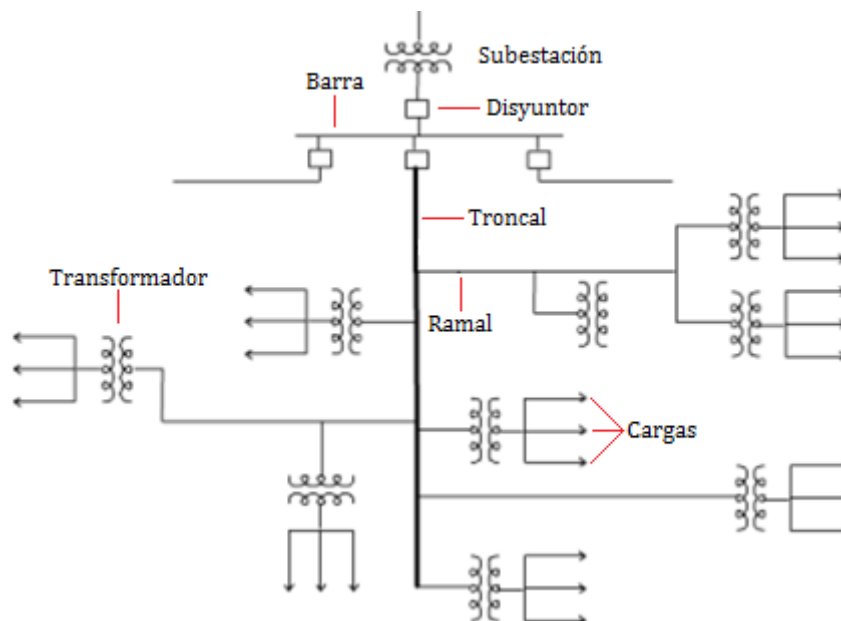 Subestación
Barra
Disyuntor
Troncal
Transformador
Ramal
Cargas